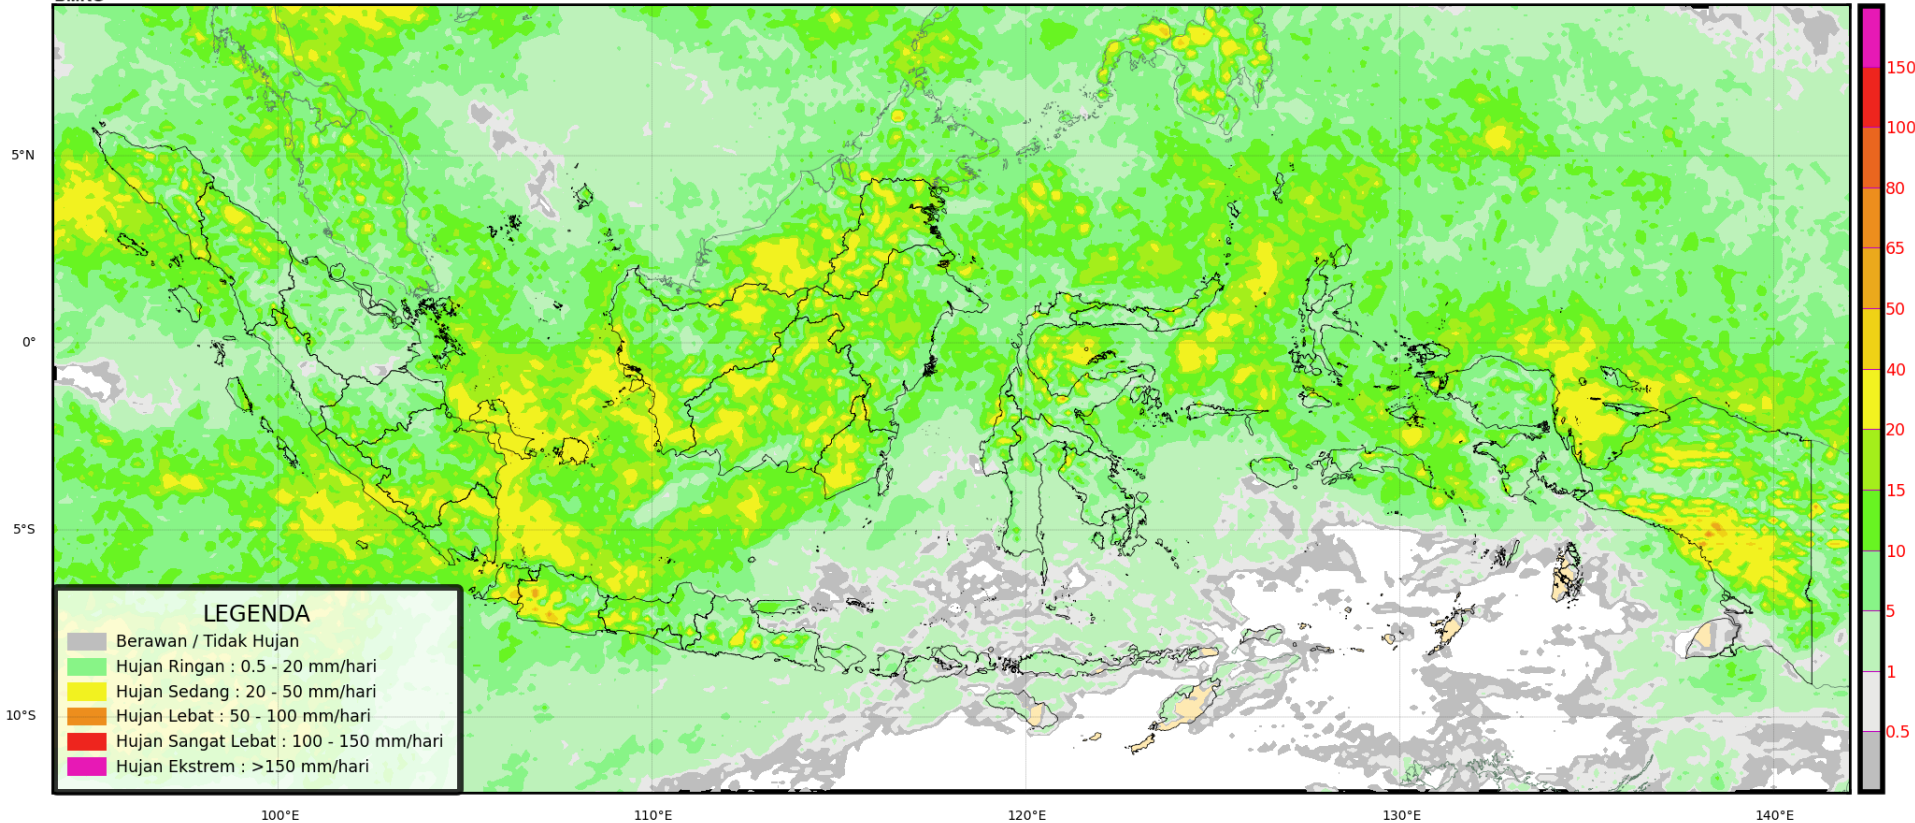 5°N
0°
5°S
10°S
100°E
110°E
120°E
130°E
140°E
LEGENDA
Berawan / Tidak Hujan
Hujan Ringan : 0.5 - 20 mm/hari
Hujan Sedang : 20 - 50 mm/hari
Hujan Lebat : 50 - 100 mm/hari
Hujan Sangat Lebat : 100 - 150 mm/hari
Hujan Ekstrem : >150 mm/hari
150
100
80
65
50
40
20
15
10
5
1
0.5